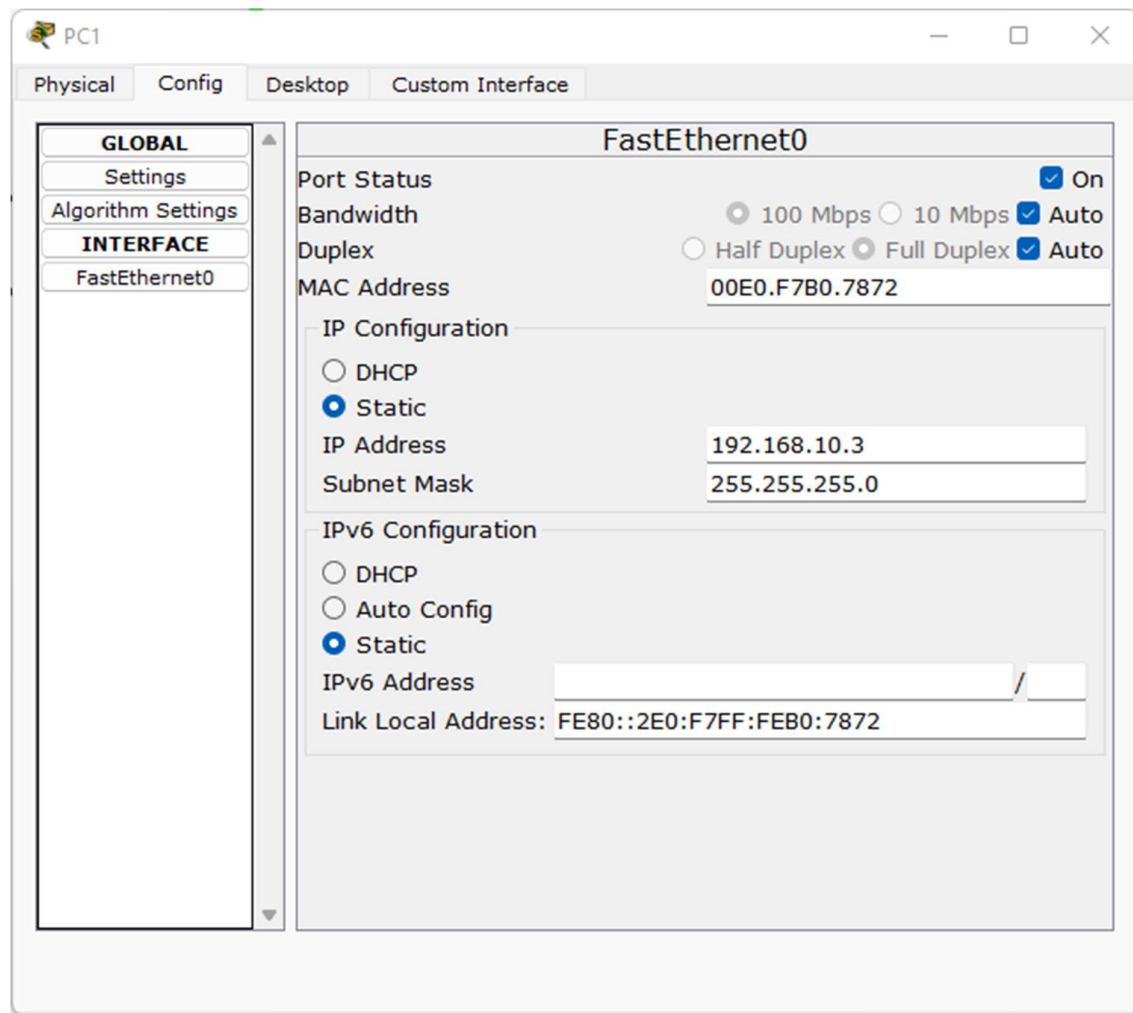 PC1
Physical Config Desktop Custom Interface
GLOBAL
Settings
Algorithm Settings
INTERFACE
FastEthernet0
FastEthernet0
Port Status On
Bandwidth 100 Mbps 10 Mbps Auto
Duplex Half Duplex Full Duplex Auto
MAC Address 00E0.F7B0.7872
IP Configuration
DHCP
Static
IP Address 192.168.10.3
Subnet Mask 255.255.255.0
IPv6 Configuration
DHCP
Auto Config
Static
IPv6 Address /
Link Local Address: FE80::2E0:F7FF:FEB0:7872